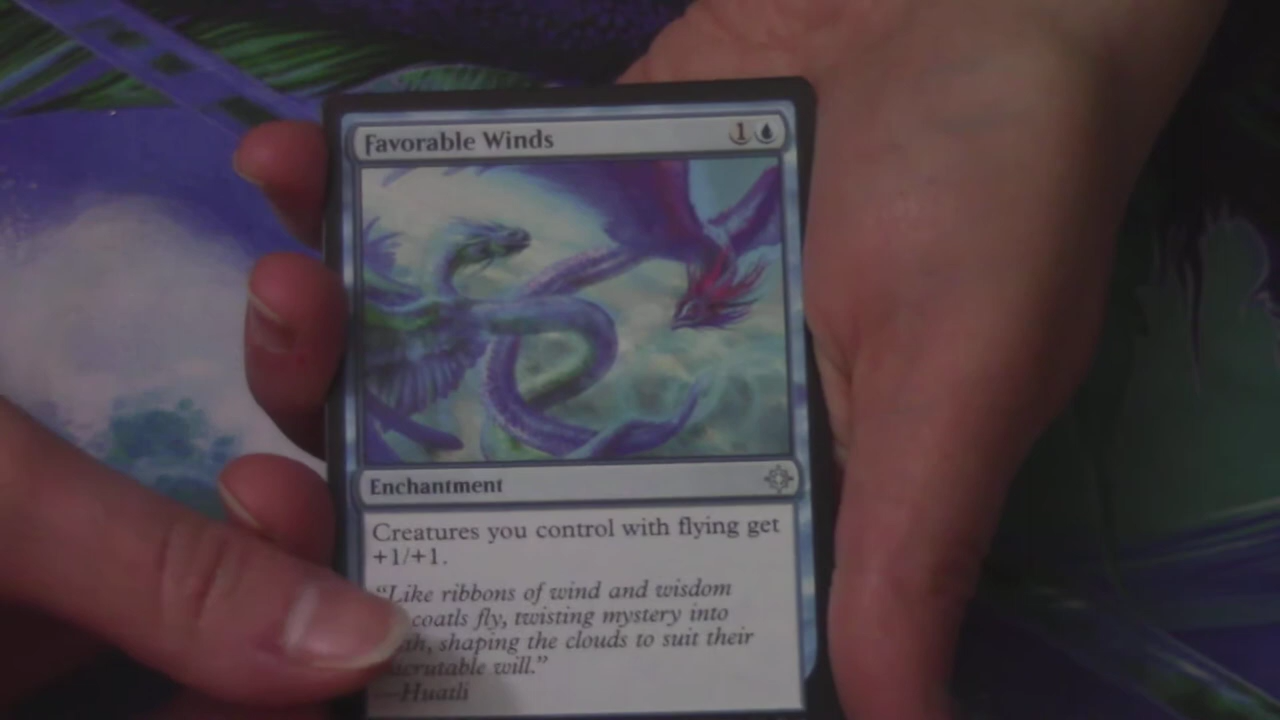 Favorable Winds 1
Enchantment
Creatures you control with flying get
+1/+1.
"Like ribbons of wind and wisdom
coatls fly, twisting mystery into
shaping the clouds to suit their
will."
—Huatli